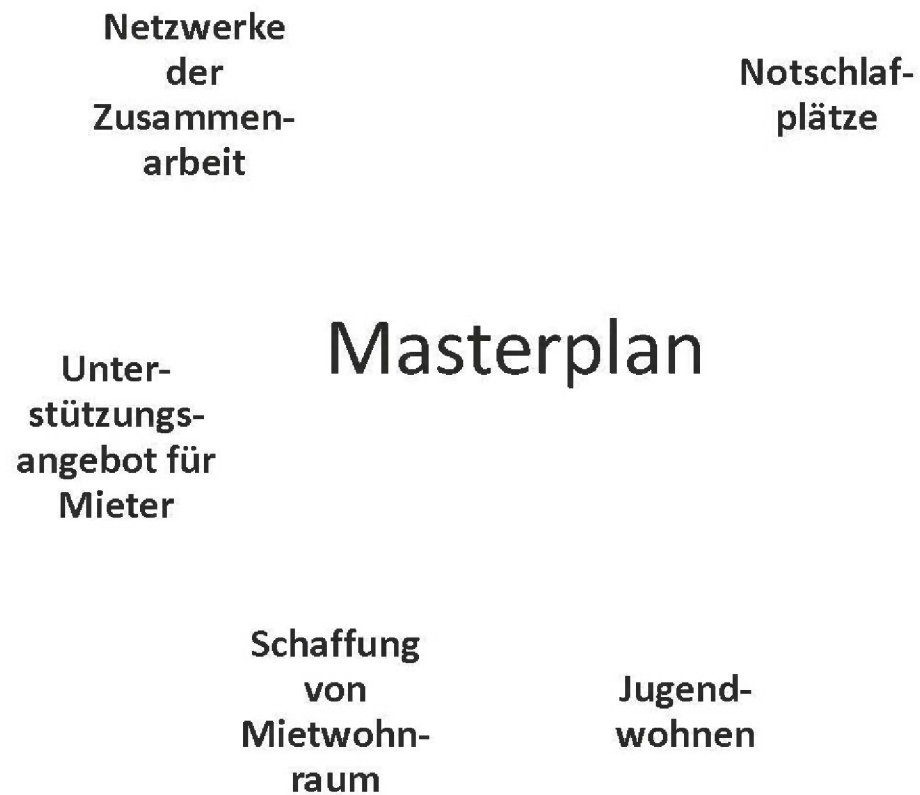 Netzwerke
der
Zusammen-
arbeit
Notschlaf-
plätze
Masterplan
Unter-
stützungs-
angebot für
Mieter
Schaffung
von
Mietwohn-
raum
Jugend-
wohnen